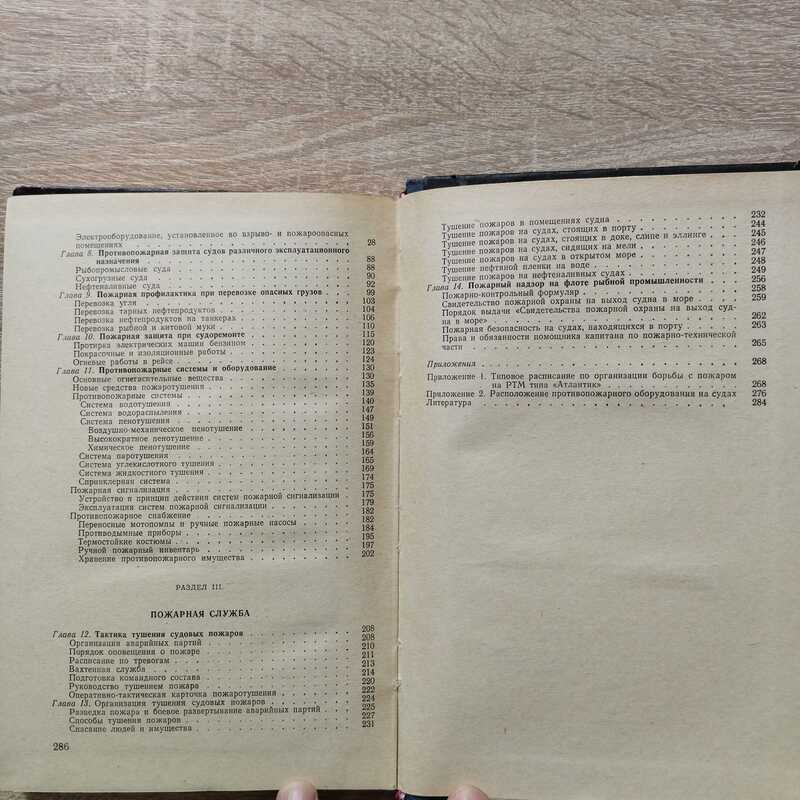 Электрооборудование, установленное во взрыво- и пожароопасных
помещениях 28
Глава 8. Противопожарная защита судов различного эксплуатационного
назначения 88
Рыбопромысловые суда 88
Сухогрузные суда 90
Нефтеналивные суда 92
Глава 9. Пожарная профилактика при перевозке опасных грузов 99
Перевозка угля 103
Перевозка тарных нефтепродуктов 104
Перевозка нефтепродуктов на танкерах 106
Перевозка рыбной и китовой муки 110
Глава 10. Пожарная защита при судоремонте 115
Протирка электрических машин бензином 120
Покрасочные и изоляционные работы 123
Огневые работы в рейсе 124
Глава 11. Противопожарные системы и оборудование 130
Основные огнегасительные вещества 130
Новые средства пожаротушения 135
Противопожарные системы 139
Система водотушения 140
Система водораспыления 147
Система пенотушения 149
Воздушно-механическое пенотушение 151
Высокократное пенотушение 156
Химическое пенотушение 159
Система паротушения 164
Система углекислотного тушения 165
Система жидкостного тушения 169
Спринклерная система 174
Пожарная сигнализация 175
Устройство и принцип действия систем пожарной сигнализации 175
Эксплуатация систем пожарной сигнализации 179
Противопожарное снабжение 182
Переносные мотопомпы и ручные пожарные насосы 182
Противодымные приборы 184
Термостойкие костюмы 195
Ручной пожарный инвентарь 197
Хранение противопожарного имущества 202
РАЗДЕЛ III.
ПОЖАРНАЯ СЛУЖБА
Глава 12. Тактика тушения судовых пожаров 208
Организация аварийных партий 208
Порядок оповещения о пожаре 210
Расписание по тревогам 211
Вахтенная служба 213
Подготовка командного состава 214
Руководство тушением пожара 220
Оперативно-тактическая карточка пожаротушения 222
Глава 13. Организация тушения судовых пожаров 224
Разведка пожара и боевое развертывание аварийных партий 225
Способы тушения пожаров 227
Спасание людей и имущества 231
286
Тушение пожаров в помещениях судна 232
Тушение пожаров на судах, стоящих в порту 244
Тушение пожаров на судах, стоящих в доке, слипе и эллинге 245
Тушение пожаров на судах, сидящих на мели 246
Тушение пожаров на судах в открытом море 247
Тушение нефтяной пленки на воде 248
Тушение пожаров на нефтеналивных судах 249
Глава 14. Пожарный надзор на флоте рыбной промышленности 256
Пожарно-контрольный формуляр 258
Свидетельство пожарной охраны на выход судна в море 259
Порядок выдачи «Свидетельства пожарной охраны на выход суд-
на в море» 262
Пожарная безопасность на судах, находящихся в порту 263
Права и обязанности помощника капитана по пожарно-технической
части 265
Приложения 268
Приложение 1. Типовое расписание по организации борьбы с пожаром
на РТМ типа «Атлантик» 268
Приложение 2. Расположение противопожарного оборудования на судах 276
Литература 284